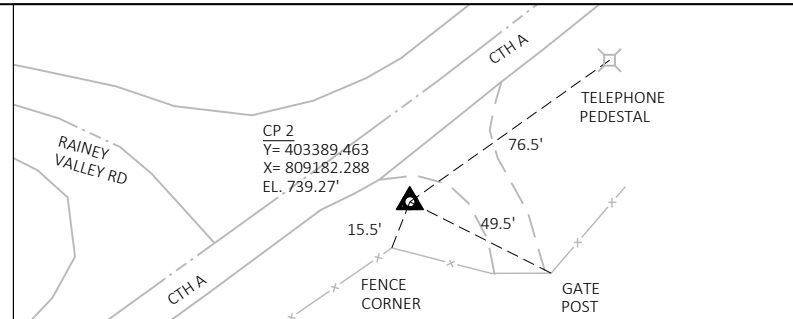 CTH A
TELEPHONE
PEDESTAL
CP 2
Y= 403389.463
X= 809182.288
EL. 739.27'
RAINEY
VALLEY RD
76.5'
15.5'
49.5'
CTH A
FENCE
CORNER
GATE
POST